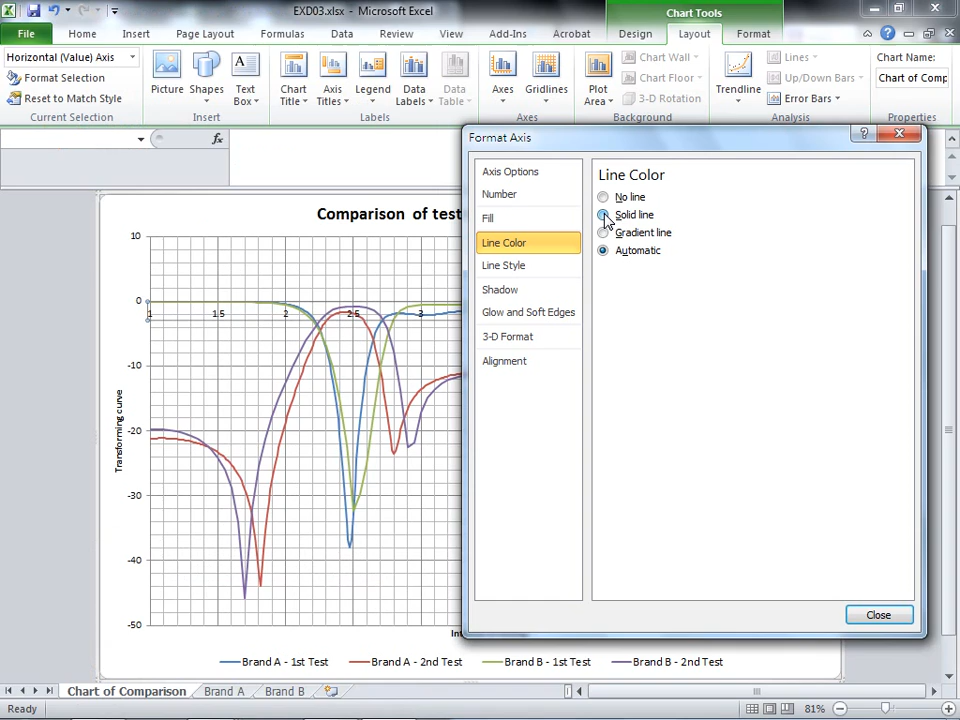 EXD03.xlsx - Microsoft Excel
Chart Tools
File Home Insert Page Layout Formulas Data Review View Add-Ins Acrobat Design Layout Format
Horizontal (Value) Axis
Format Selection
Reset to Match Style
Current Selection
Picture Shapes Text Box
Insert
Chart Title Axis Titles Legend Data Labels Data Table
Labels
Axes Gridlines
Axes
Plot Area
Chart Wall
Chart Floor
3-D Rotation
Background
Trendline
Lines
Up/Down Bars
Error Bars
Analysis
Chart Name:
Chart of Comp
Properties
fx
Format Axis
Axis Options
Number
Fill
Line Color
Line Style
Shadow
Glow and Soft Edges
3-D Format
Alignment
Line Color
No line
Solid line
Gradient line
Automatic
Close
Comparison of test
10
0
-10
-20
-30
-40
-50
1 1.5 2 2.5 3
Transforming curve
Int
Brand A - 1st Test Brand A - 2nd Test Brand B - 1st Test Brand B - 2nd Test
Chart of Comparison Brand A Brand B
Ready
81%